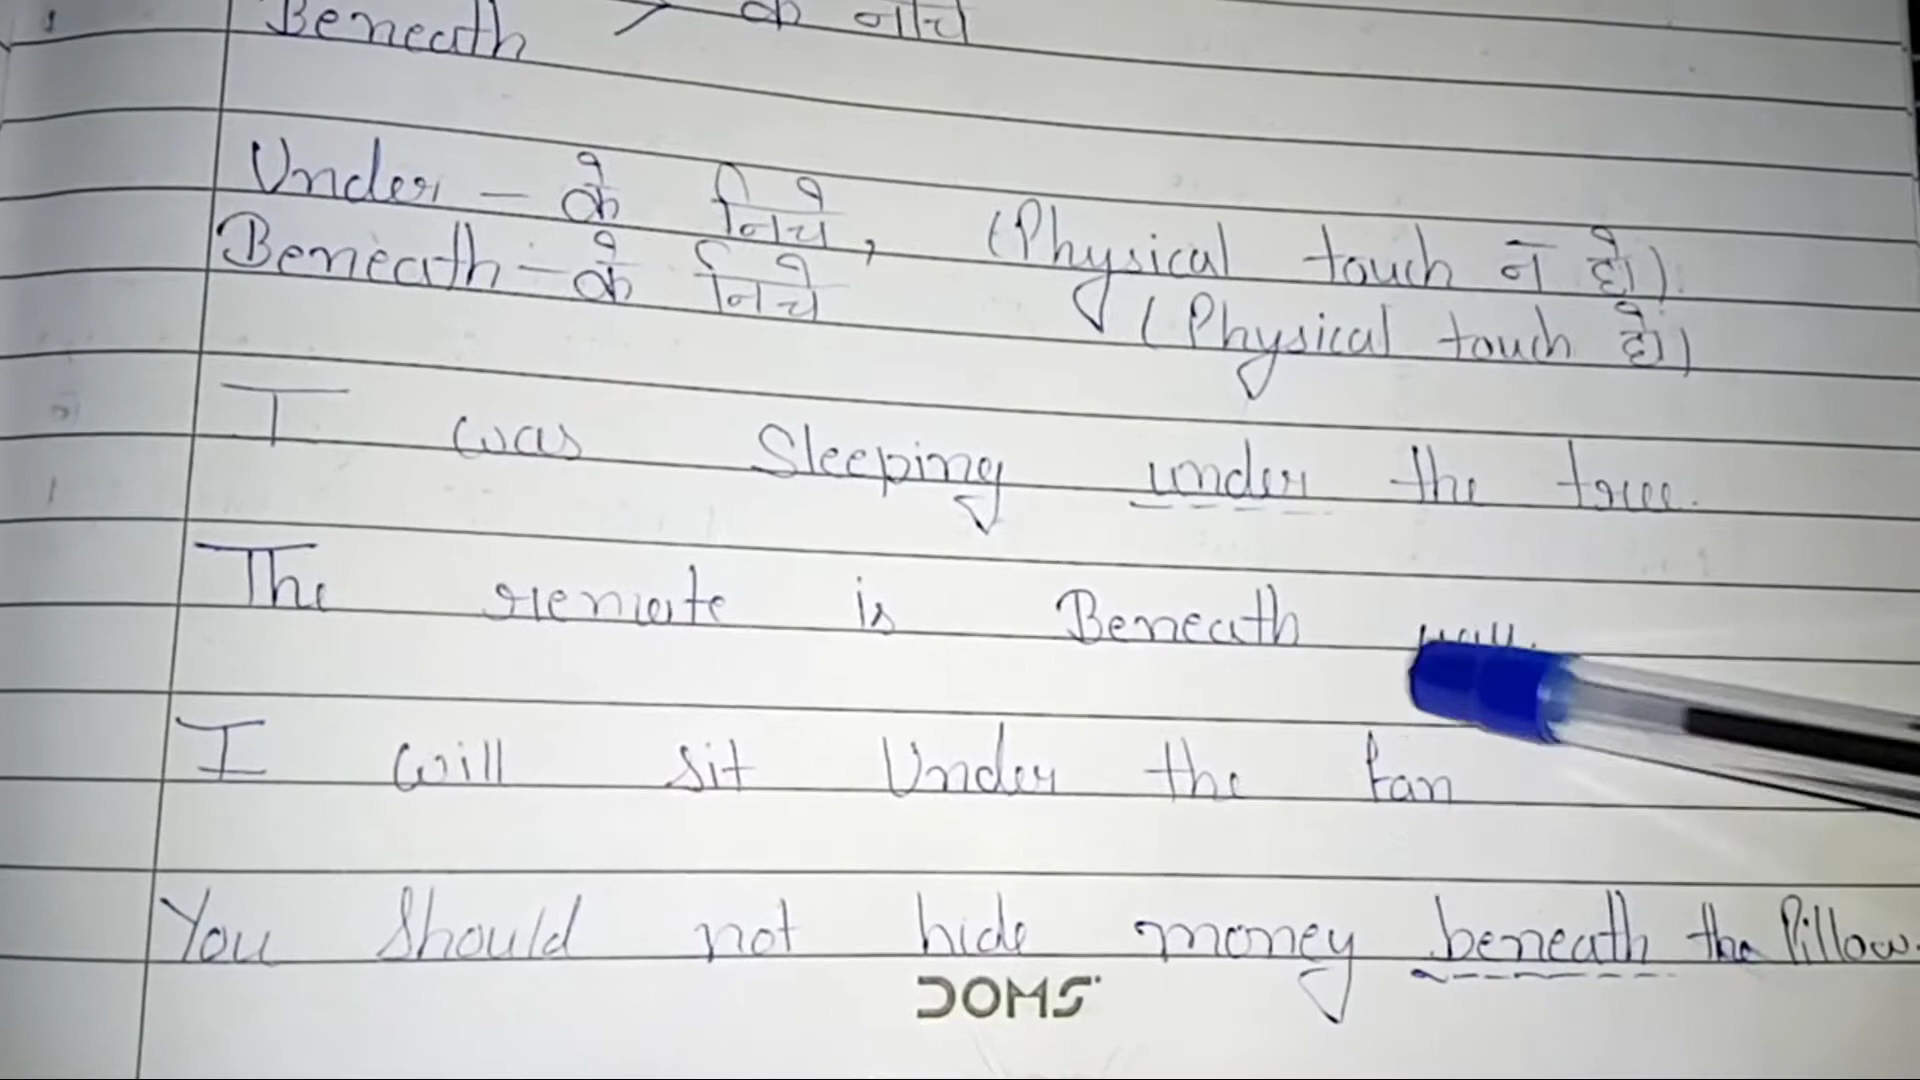 Beneath > के नीचे
Under - के निचे, (Physical touch न हो)
Beneath - के निचे (Physical touch हो)
I was Sleeping under the tree.
The remote is Beneath
I will sit Under the fan
You Should not hide money beneath the Pillow.
DOMS